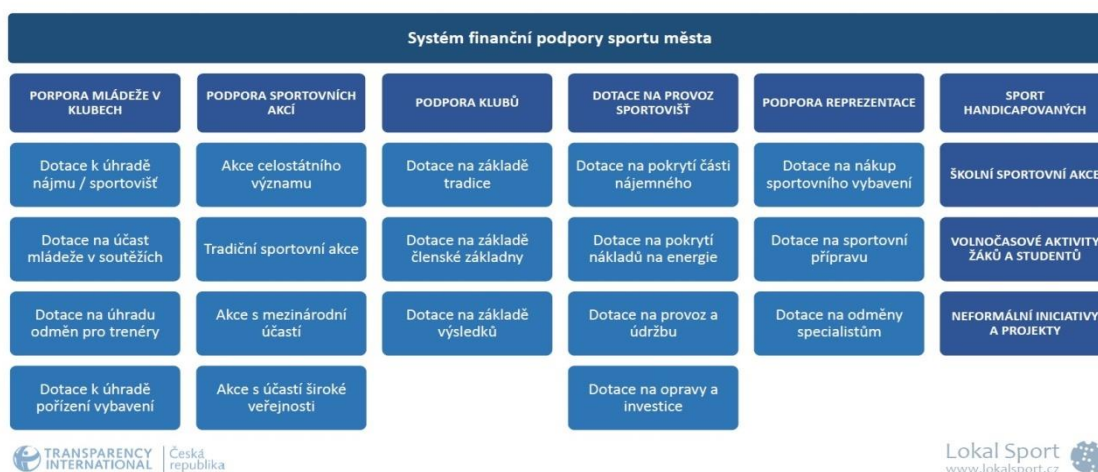 Systém finanční podpory sportu města
PORPORA MLÁDEŽE V
KLUBECH
Dotace k úhradě
nájmu / sportovišť
Dotace na účast
mládeže v soutěžích
Dotace na úhradu
odměn pro trenéry
Dotace k úhradě
pořízení vybavení
PODPORA SPORTOVNÍCH
AKCÍ
Akce celostátního
významu
Tradiční sportovní akce
Akce s mezinárodní
účastí
Akce s účastí široké
veřejnosti
PODPORA KLUBŮ
Dotace na základě
tradice
Dotace na základě
členské základny
Dotace na základě
výsledků
DOTACE NA PROVOZ
SPORTOVIŠŤ
Dotace na pokrytí části
nájemného
Dotace na pokrytí
nákladů na energie
Dotace na provoz a
údržbu
Dotace na opravy a
investice
PODPORA REPREZENTACE
Dotace na nákup
sportovního vybavení
Dotace na sportovní
přípravu
Dotace na odměny
specialistům
SPORT
HANDICAPOVANÝCH
ŠKOLNÍ SPORTOVNÍ AKCE
VOLNOČASOVÉ AKTIVITY
ŽÁKŮ A STUDENTŮ
NEFORMÁLNÍ INICIATIVY
A PROJEKTY
TRANSPARENCY
INTERNATIONAL
Česká
republika
Lokal Sport
www.lokalsport.cz